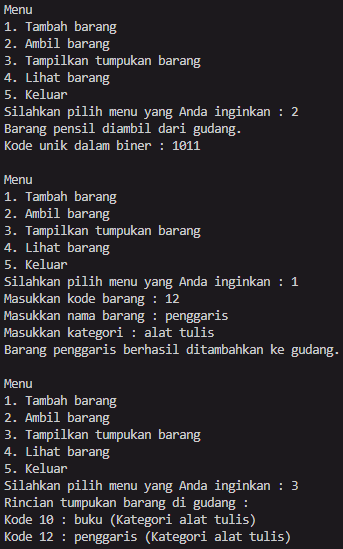 Menu
1. Tambah barang
2. Ambil barang
3. Tampilkan tumpukan barang
4. Lihat barang
5. Keluar
Silahkan pilih menu yang Anda inginkan : 2
Barang pensil diambil dari gudang.
Kode unik dalam biner : 1011

Menu
1. Tambah barang
2. Ambil barang
3. Tampilkan tumpukan barang
4. Lihat barang
5. Keluar
Silahkan pilih menu yang Anda inginkan : 1
Masukkan kode barang : 12
Masukkan nama barang : penggaris
Masukkan kategori : alat tulis
Barang penggaris berhasil ditambahkan ke gudang.

Menu
1. Tambah barang
2. Ambil barang
3. Tampilkan tumpukan barang
4. Lihat barang
5. Keluar
Silahkan pilih menu yang Anda inginkan : 3
Rincian tumpukan barang di gudang :
Kode 10 : buku (Kategori alat tulis)
Kode 12 : penggaris (Kategori alat tulis)